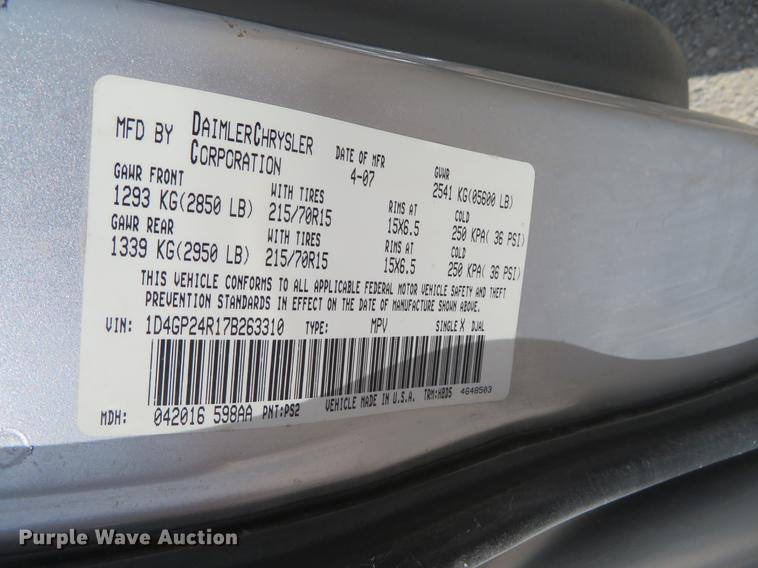 MFD BY DAIMLERCHRYSLER CORPORATION
DATE OF MFR 4-07
GVWR 2541 KG(05600 LB)
GAWR FRONT WITH TIRES RIMS AT COLD
1293 KG(2850 LB) 215/70R15 15X6.5 250 KPA( 36 PSI)
GAWR REAR WITH TIRES RIMS AT COLD
1339 KG(2950 LB) 215/70R15 15X6.5 250 KPA( 36 PSI)
THIS VEHICLE CONFORMS TO ALL APPLICABLE FEDERAL MOTOR VEHICLE SAFETY AND THEFT
PREVENTION STANDARDS IN EFFECT ON THE DATE OF MANUFACTURE SHOWN ABOVE.
VIN: 1D4GP24R17B263310 TYPE: MPV SINGLE X DUAL
MDH: 042016 598AA PNT:PS2 VEHICLE MADE IN U.S.A. TRM:HBD5 4648503
Purple Wave Auction